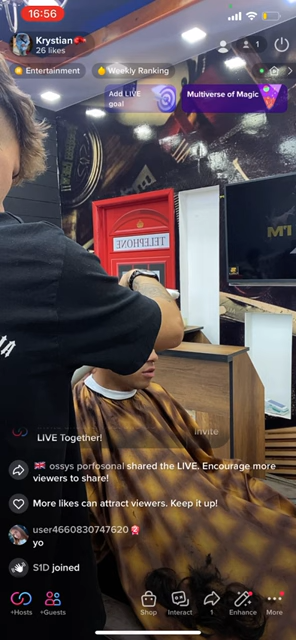 16:56
Krystian
26 likes
1
Entertainment
Weekly Ranking
Add LIVE
goal
Multiverse of Magic
TELEPHONE
MT
invite
LIVE Together!
ossys porfosonal shared the LIVE. Encourage more
viewers to share!
More likes can attract viewers. Keep it up!
user4660830747620
yo
S1D joined
+Hosts
+Guests
Shop
Interact
1
Enhance
More